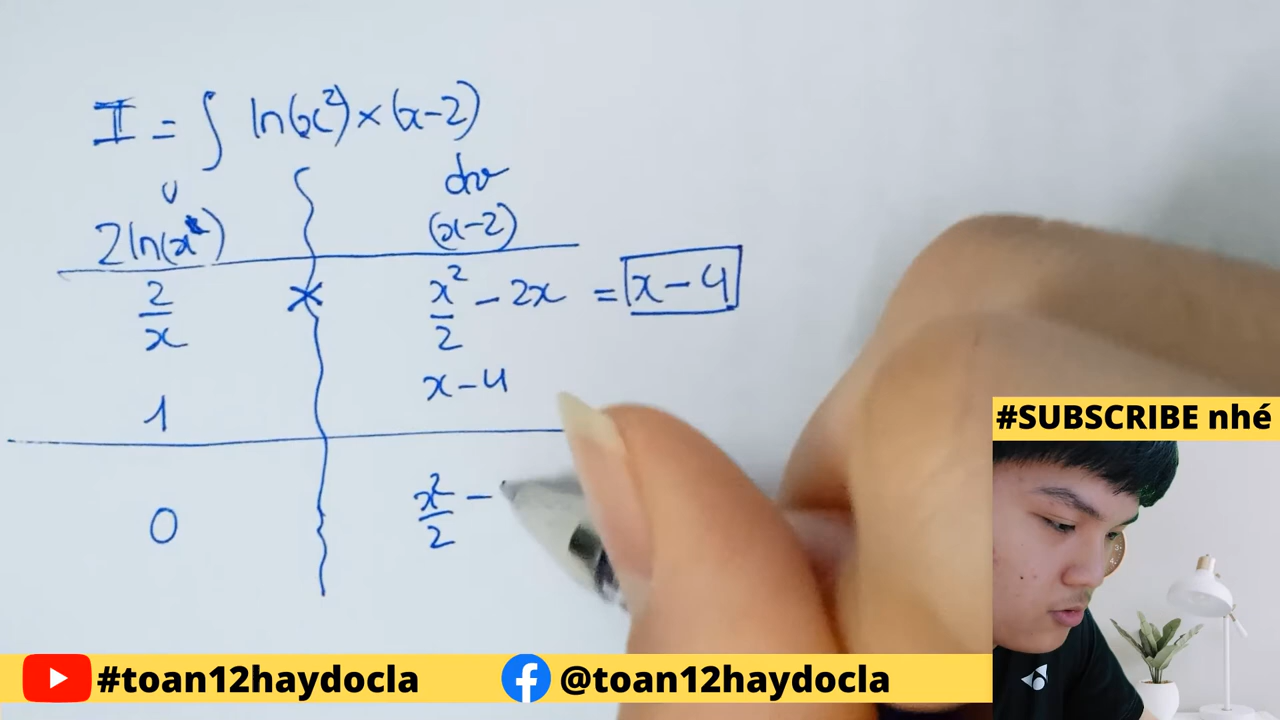 I = ∫ ln(x²) × (x-2)
u dv
2ln(x) (x-2)
2/x × x²/2 - 2x = x-4
1 x-4
0 x²/2 -
#SUBSCRIBE nhé
#toan12haydocla @toan12haydocla